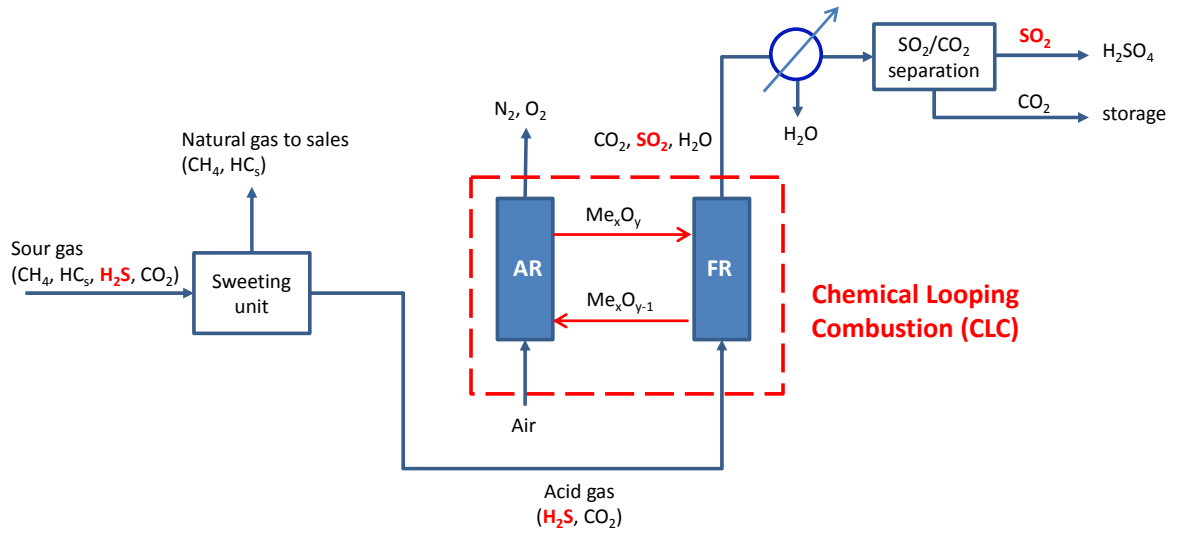 Sour gas
(CH₄, HCₛ, H₂S, CO₂)
Sweeting
unit
Natural gas to sales
(CH₄, HCₛ)
Acid gas
(H₂S, CO₂)
N₂, O₂
AR
Air
MeₓOᵧ
MeₓOᵧ₋₁
FR
Chemical Looping
Combustion (CLC)
CO₂, SO₂, H₂O
H₂O
SO₂/CO₂
separation
SO₂
H₂SO₄
CO₂
storage